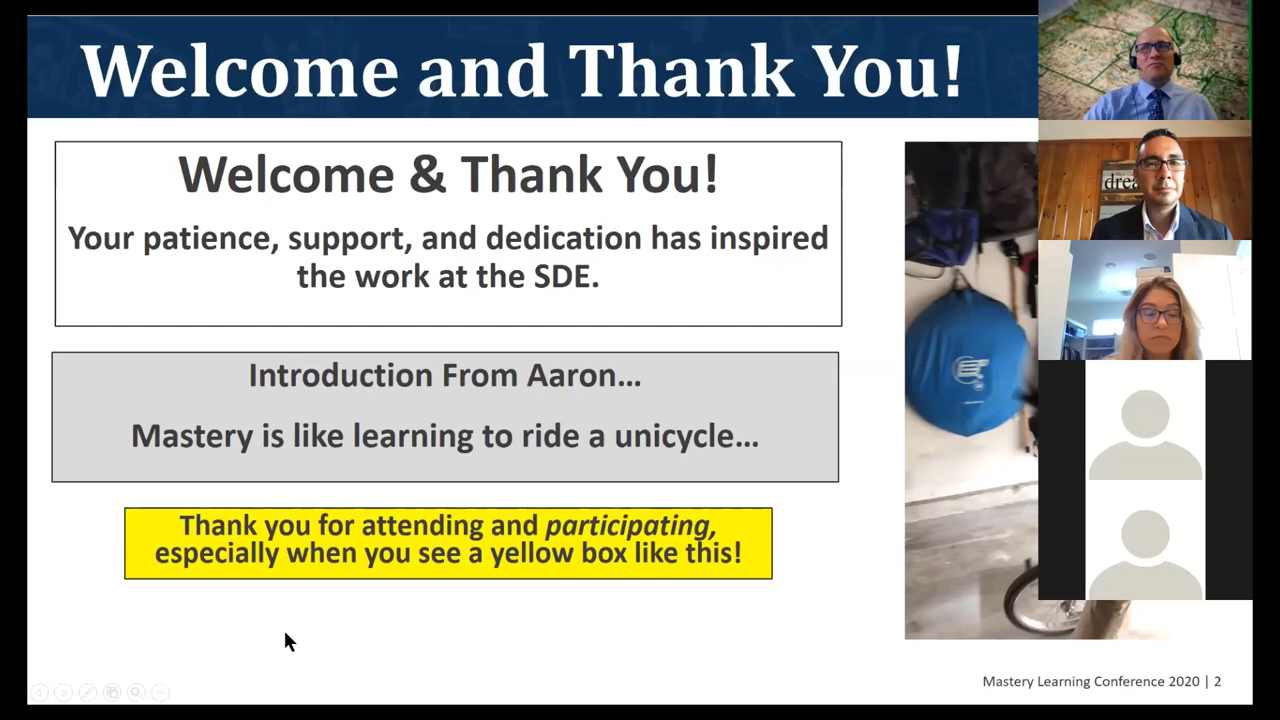 Welcome and Thank You!
Welcome & Thank You!
Your patience, support, and dedication has inspired
the work at the SDE.
Introduction From Aaron…
Mastery is like learning to ride a unicycle…
Thank you for attending and participating,
especially when you see a yellow box like this!
Mastery Learning Conference 2020 | 2